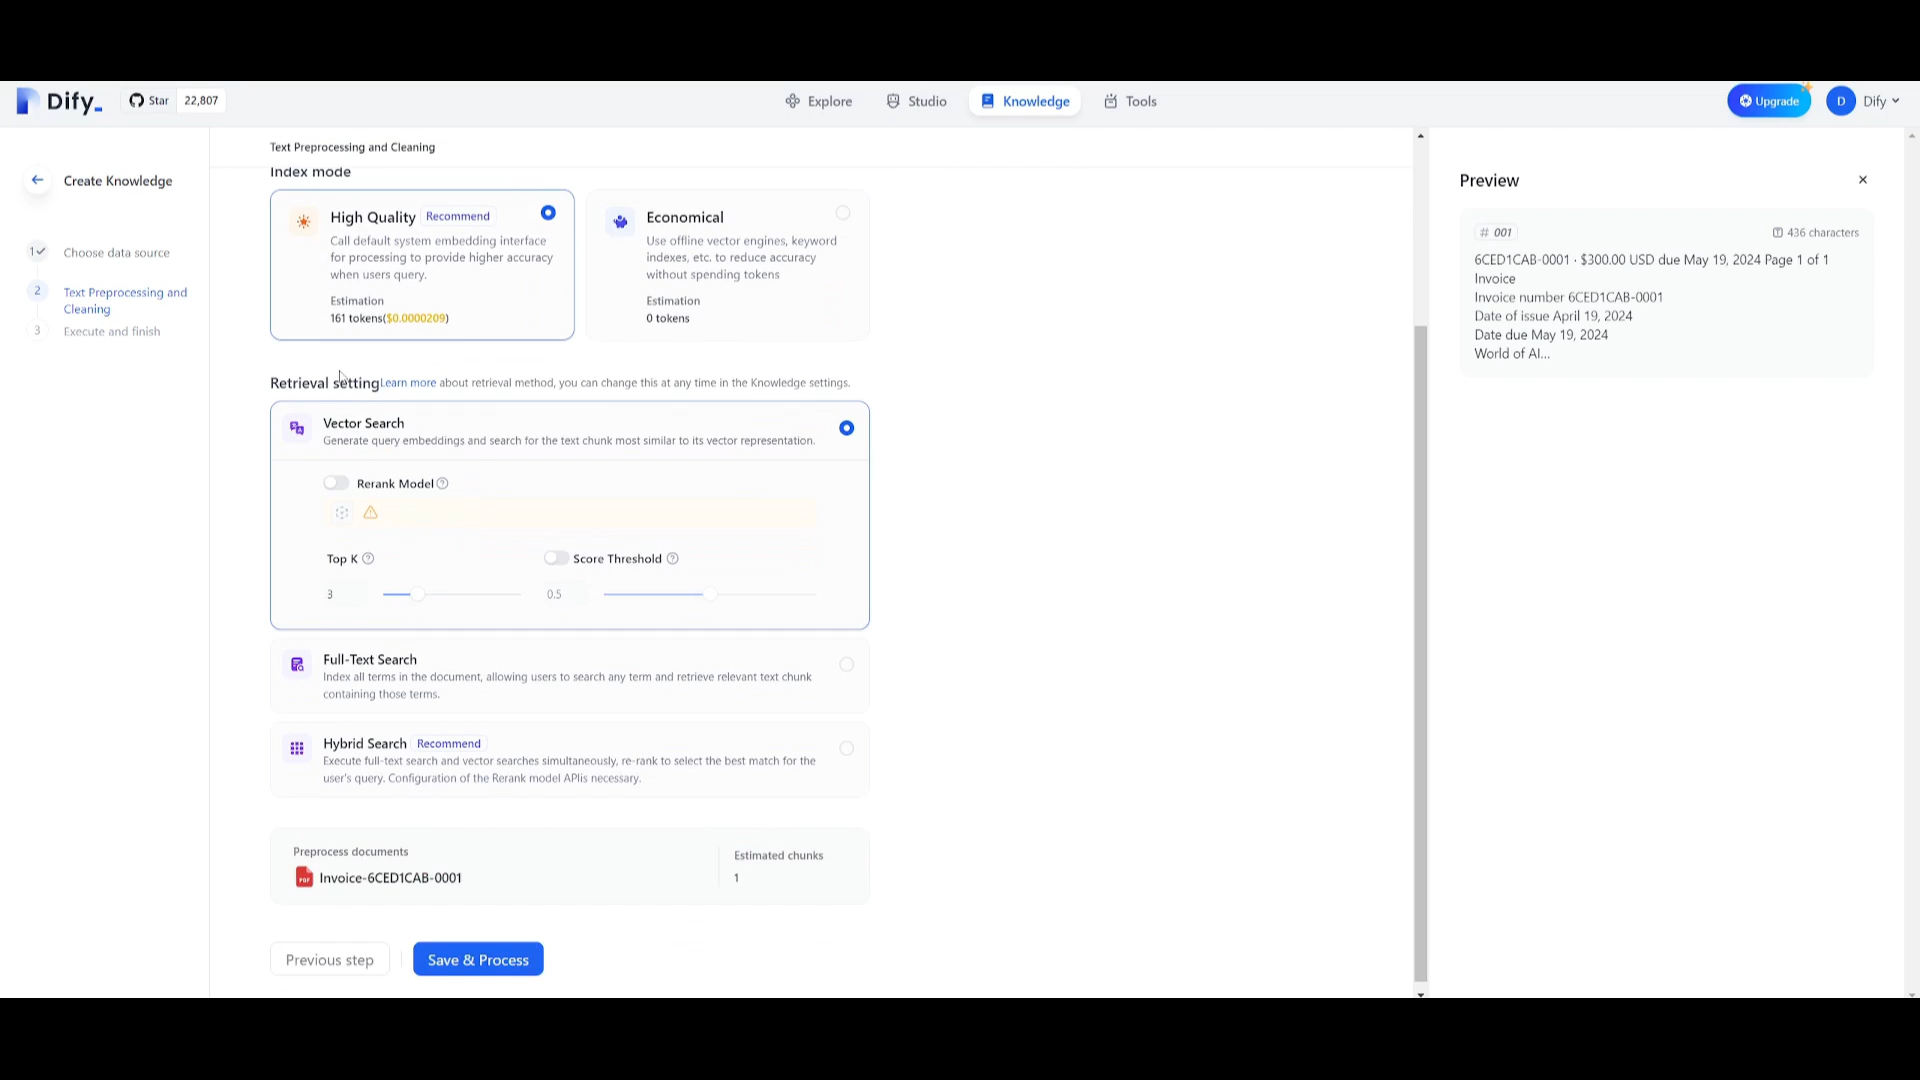 Dify_
Star 22,807
Explore
Studio
Knowledge
Tools
Upgrade
D Dify
Create Knowledge
1 Choose data source
2 Text Preprocessing and
Cleaning
3 Execute and finish
Text Preprocessing and Cleaning
Index mode
High Quality Recommend
Call default system embedding interface
for processing to provide higher accuracy
when users query.
Estimation
161 tokens($0.0000209)
Economical
Use offline vector engines, keyword
indexes, etc. to reduce accuracy
without spending tokens
Estimation
0 tokens
Retrieval setting Learn more about retrieval method, you can change this at any time in the Knowledge settings.
Vector Search
Generate query embeddings and search for the text chunk most similar to its vector representation.
Rerank Model
Top K
3
Score Threshold
0.5
Full-Text Search
Index all terms in the document, allowing users to search any term and retrieve relevant text chunk
containing those terms.
Hybrid Search Recommend
Execute full-text search and vector searches simultaneously, re-rank to select the best match for the
user's query. Configuration of the Rerank model APIis necessary.
Preprocess documents
PDF Invoice-6CED1CAB-0001
Estimated chunks
1
Previous step
Save & Process
Preview
# 001
436 characters
6CED1CAB-0001 · $300.00 USD due May 19, 2024 Page 1 of 1
Invoice
Invoice number 6CED1CAB-0001
Date of issue April 19, 2024
Date due May 19, 2024
World of AI...